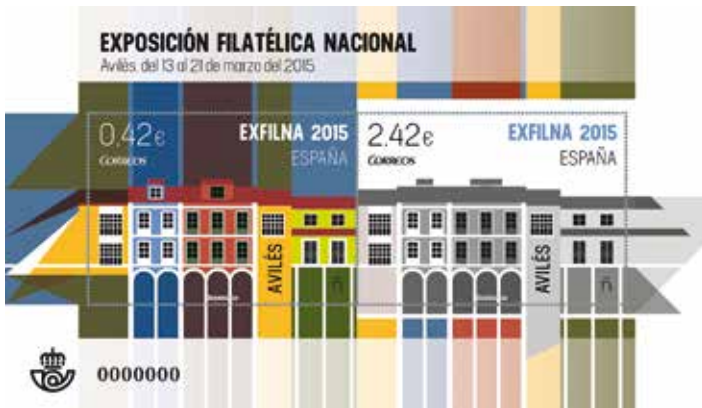 EXPOSICIÓN FILATÉLICA NACIONAL
Avilés, del 13 al 21 de marzo del 2015
0,42€
EXFILNA 2015
CORREOS
ESPAÑA
2,42€
EXFILNA 2015
CORREOS
ESPAÑA
AVILÉS
ñ
AVILÉS
ñ
0000000